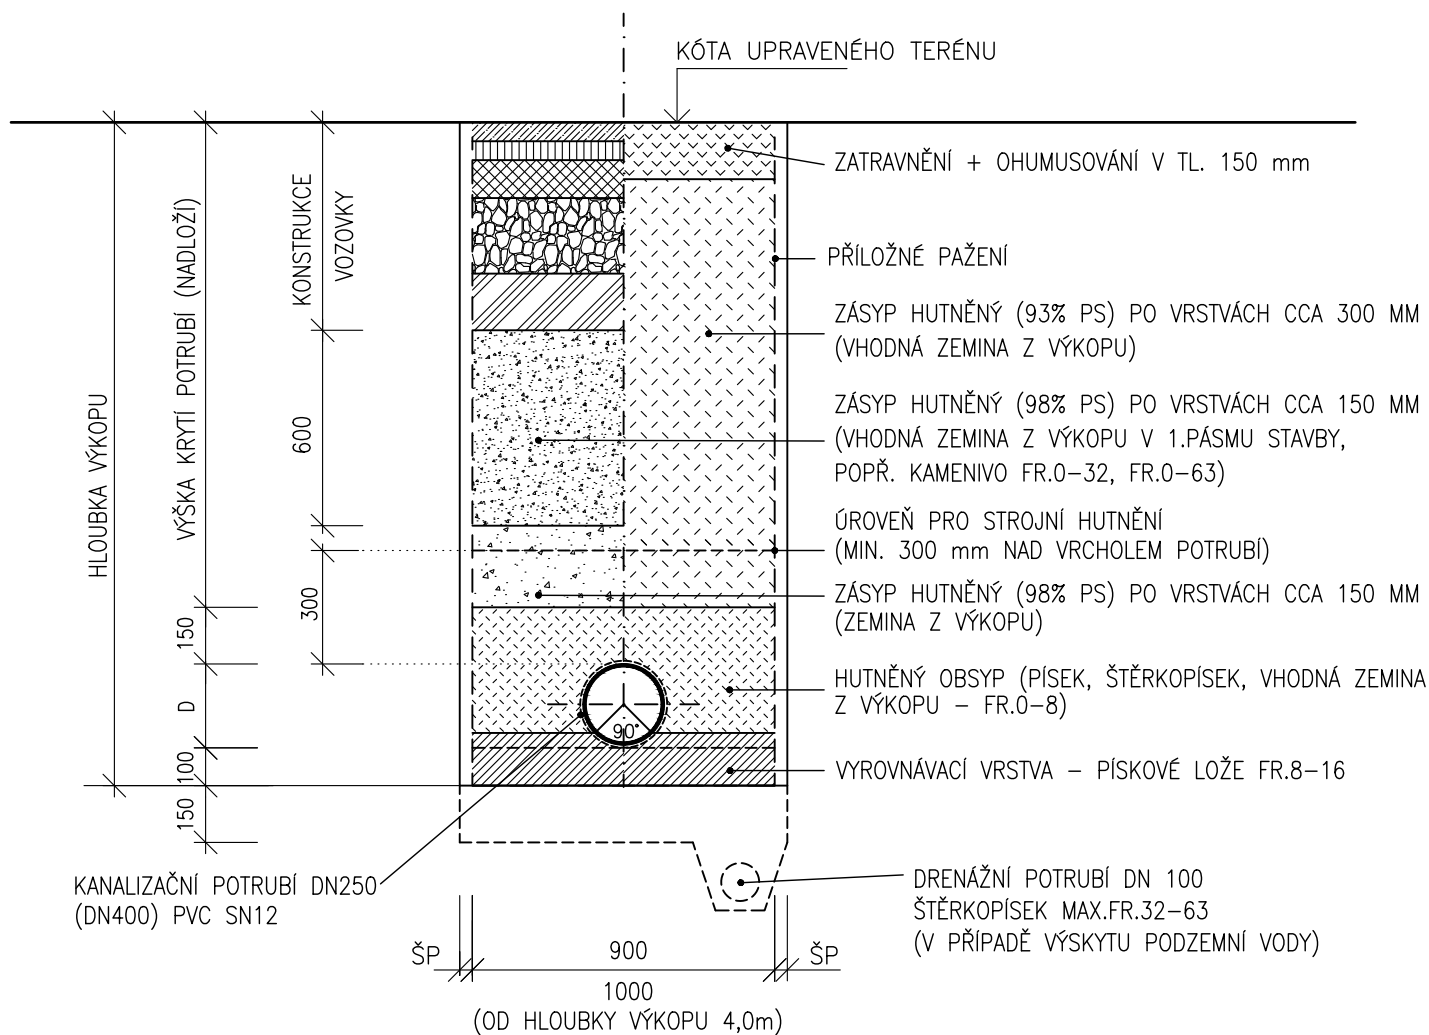 KÓTA UPRAVENÉHO TERÉNU
ZATRAVNĚNÍ + OHUMUSOVÁNÍ V TL. 150 mm
PŘÍLOŽNÉ PAŽENÍ
ZÁSYP HUTNĚNÝ (93% PS) PO VRSTVÁCH CCA 300 MM
(VHODNÁ ZEMINA Z VÝKOPU)
ZÁSYP HUTNĚNÝ (98% PS) PO VRSTVÁCH CCA 150 MM
(VHODNÁ ZEMINA Z VÝKOPU V 1.PÁSMU STAVBY,
POPŘ. KAMENIVO FR.0-32, FR.0-63)
ÚROVEŇ PRO STROJNÍ HUTNĚNÍ
(MIN. 300 mm NAD VRCHOLEM POTRUBÍ)
ZÁSYP HUTNĚNÝ (98% PS) PO VRSTVÁCH CCA 150 MM
(ZEMINA Z VÝKOPU)
HUTNĚNÝ OBSYP (PÍSEK, ŠTĚRKOPÍSEK, VHODNÁ ZEMINA
Z VÝKOPU - FR.0-8)
VYROVNÁVACÍ VRSTVA - PÍSKOVÉ LOŽE FR.8-16
DRENÁŽNÍ POTRUBÍ DN 100
ŠTĚRKOPÍSEK MAX.FR.32-63
(V PŘÍPADĚ VÝSKYTU PODZEMNÍ VODY)
HLOUBKA VÝKOPU
VÝŠKA KRYTÍ POTRUBÍ (NADLOŽÍ)
150
D
100
150
KONSTRUKCE
VOZOVKY
600
300
90°
KANALIZAČNÍ POTRUBÍ DN250
(DN400) PVC SN12
ŠP
900
ŠP
1000
(OD HLOUBKY VÝKOPU 4,0m)